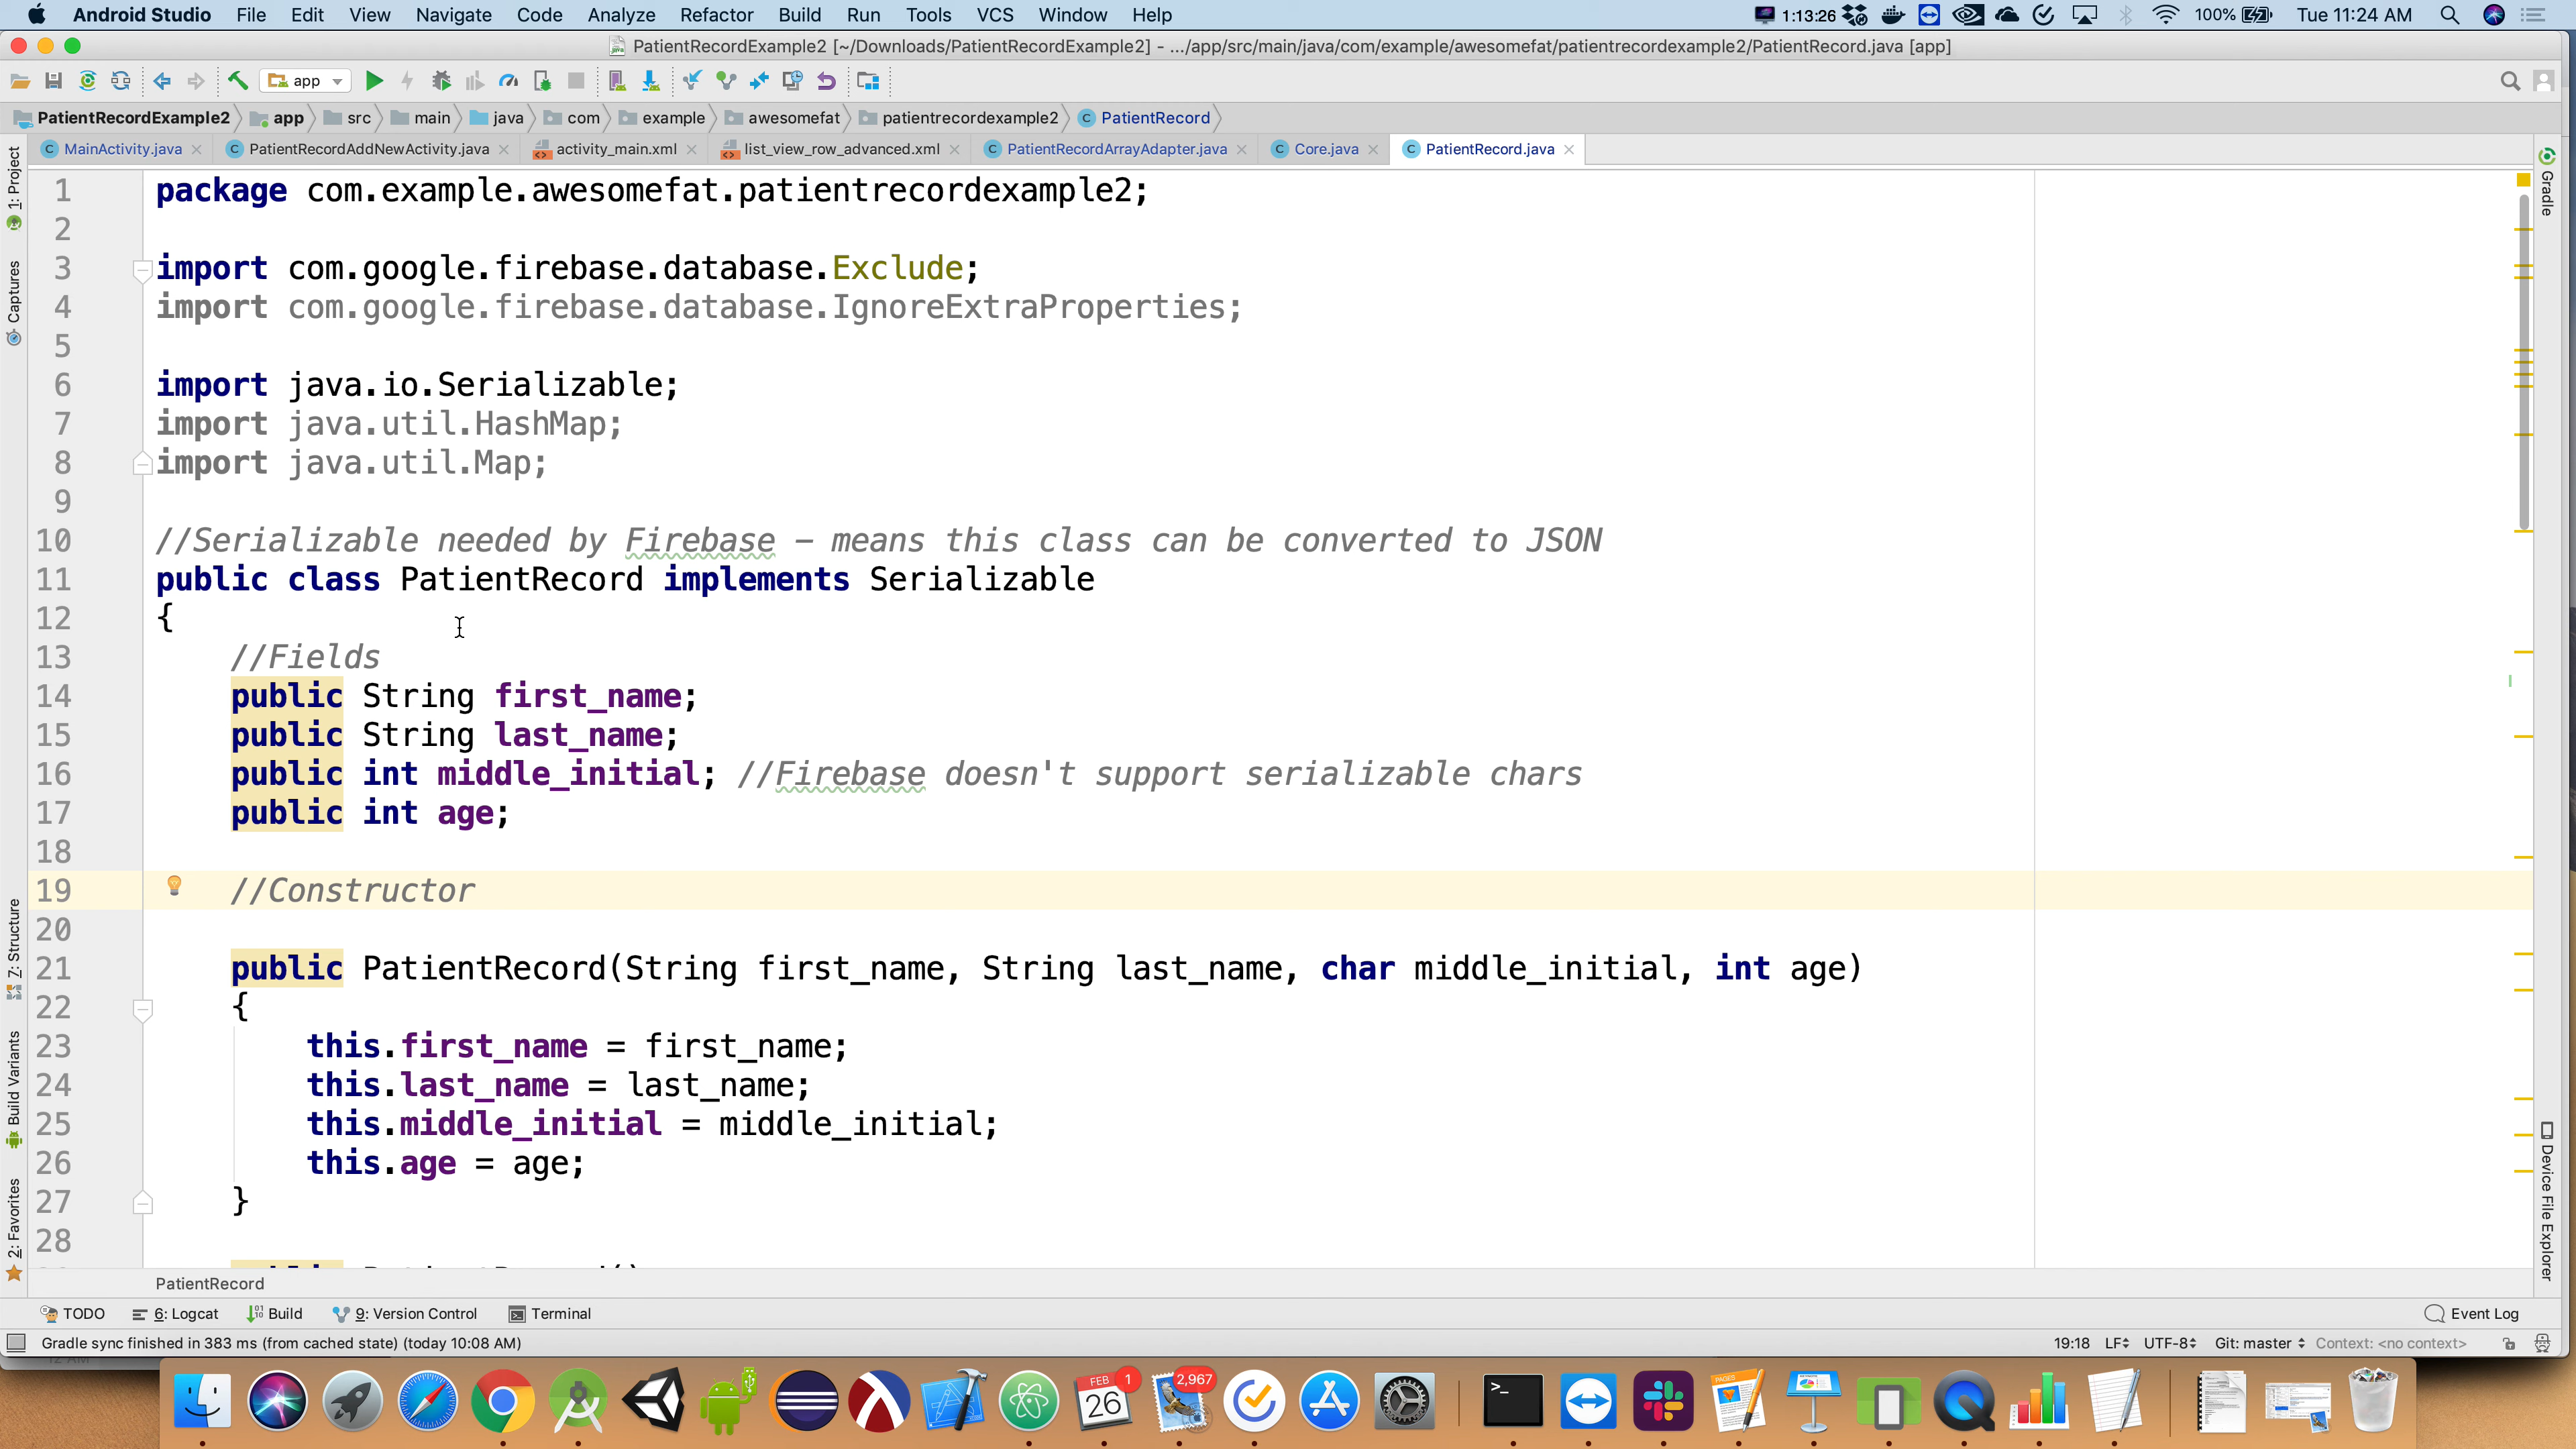 Android Studio File Edit View Navigate Code Analyze Refactor Build Run Tools VCS Window Help 1:13:26 100% Tue 11:24 AM
PatientRecordExample2 [~/Downloads/PatientRecordExample2] - .../app/src/main/java/com/example/awesomefat/patientrecordexample2/PatientRecord.java [app]
app
PatientRecordExample2 app src main java com example awesomefat patientrecordexample2 PatientRecord
MainActivity.java PatientRecordAddNewActivity.java activity_main.xml list_view_row_advanced.xml PatientRecordArrayAdapter.java Core.java PatientRecord.java
1: Project
Captures
7: Structure
Build Variants
2: Favorites
Gradle
Device File Explorer
1 package com.example.awesomefat.patientrecordexample2;
2
3 import com.google.firebase.database.Exclude;
4 import com.google.firebase.database.IgnoreExtraProperties;
5
6 import java.io.Serializable;
7 import java.util.HashMap;
8 import java.util.Map;
9
10 //Serializable needed by Firebase – means this class can be converted to JSON
11 public class PatientRecord implements Serializable
12 {
13 //Fields
14 public String first_name;
15 public String last_name;
16 public int middle_initial; //Firebase doesn't support serializable chars
17 public int age;
18
19 //Constructor
20
21 public PatientRecord(String first_name, String last_name, char middle_initial, int age)
22 {
23 this.first_name = first_name;
24 this.last_name = last_name;
25 this.middle_initial = middle_initial;
26 this.age = age;
27 }
28
PatientRecord
TODO 6: Logcat Build 9: Version Control Terminal Event Log
Gradle sync finished in 383 ms (from cached state) (today 10:08 AM) 19:18 LF UTF-8 Git: master Context: <no context>
12 AM
FEB 26 1 2,967
PAGES